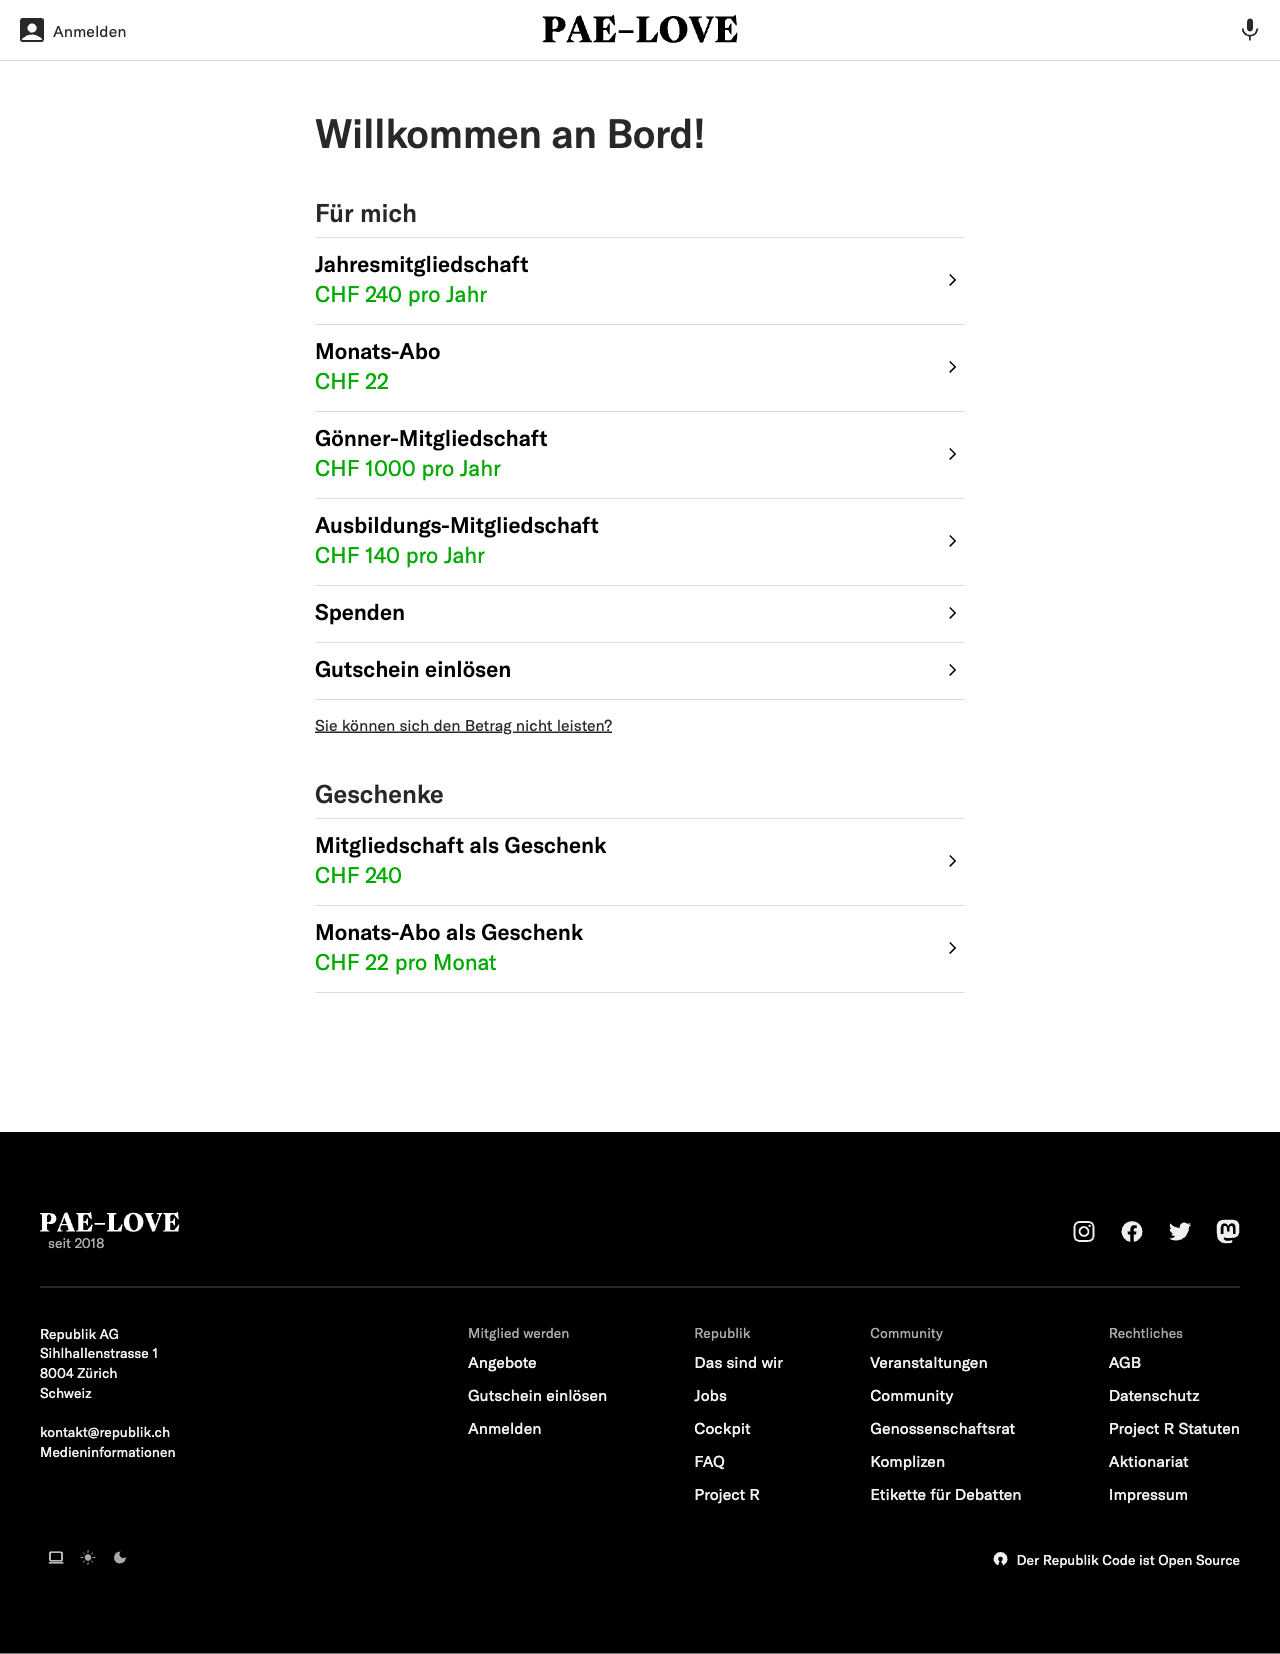 Anmelden
PAE-LOVE
Willkommen an Bord!
Für mich
Jahresmitgliedschaft
CHF 240 pro Jahr
Monats-Abo
CHF 22
Gönner-Mitgliedschaft
CHF 1000 pro Jahr
Ausbildungs-Mitgliedschaft
CHF 140 pro Jahr
Spenden
Gutschein einlösen
Sie können sich den Betrag nicht leisten?
Geschenke
Mitgliedschaft als Geschenk
CHF 240
Monats-Abo als Geschenk
CHF 22 pro Monat
PAE-LOVE
seit 2018
Republik AG
Sihlhallenstrasse 1
8004 Zürich
Schweiz
kontakt@republik.ch
Medieninformationen
Mitglied werden
Angebote
Gutschein einlösen
Anmelden
Republik
Das sind wir
Jobs
Cockpit
FAQ
Project R
Community
Veranstaltungen
Community
Genossenschaftsrat
Komplizen
Etikette für Debatten
Rechtliches
AGB
Datenschutz
Project R Statuten
Aktionariat
Impressum
Der Republik Code ist Open Source